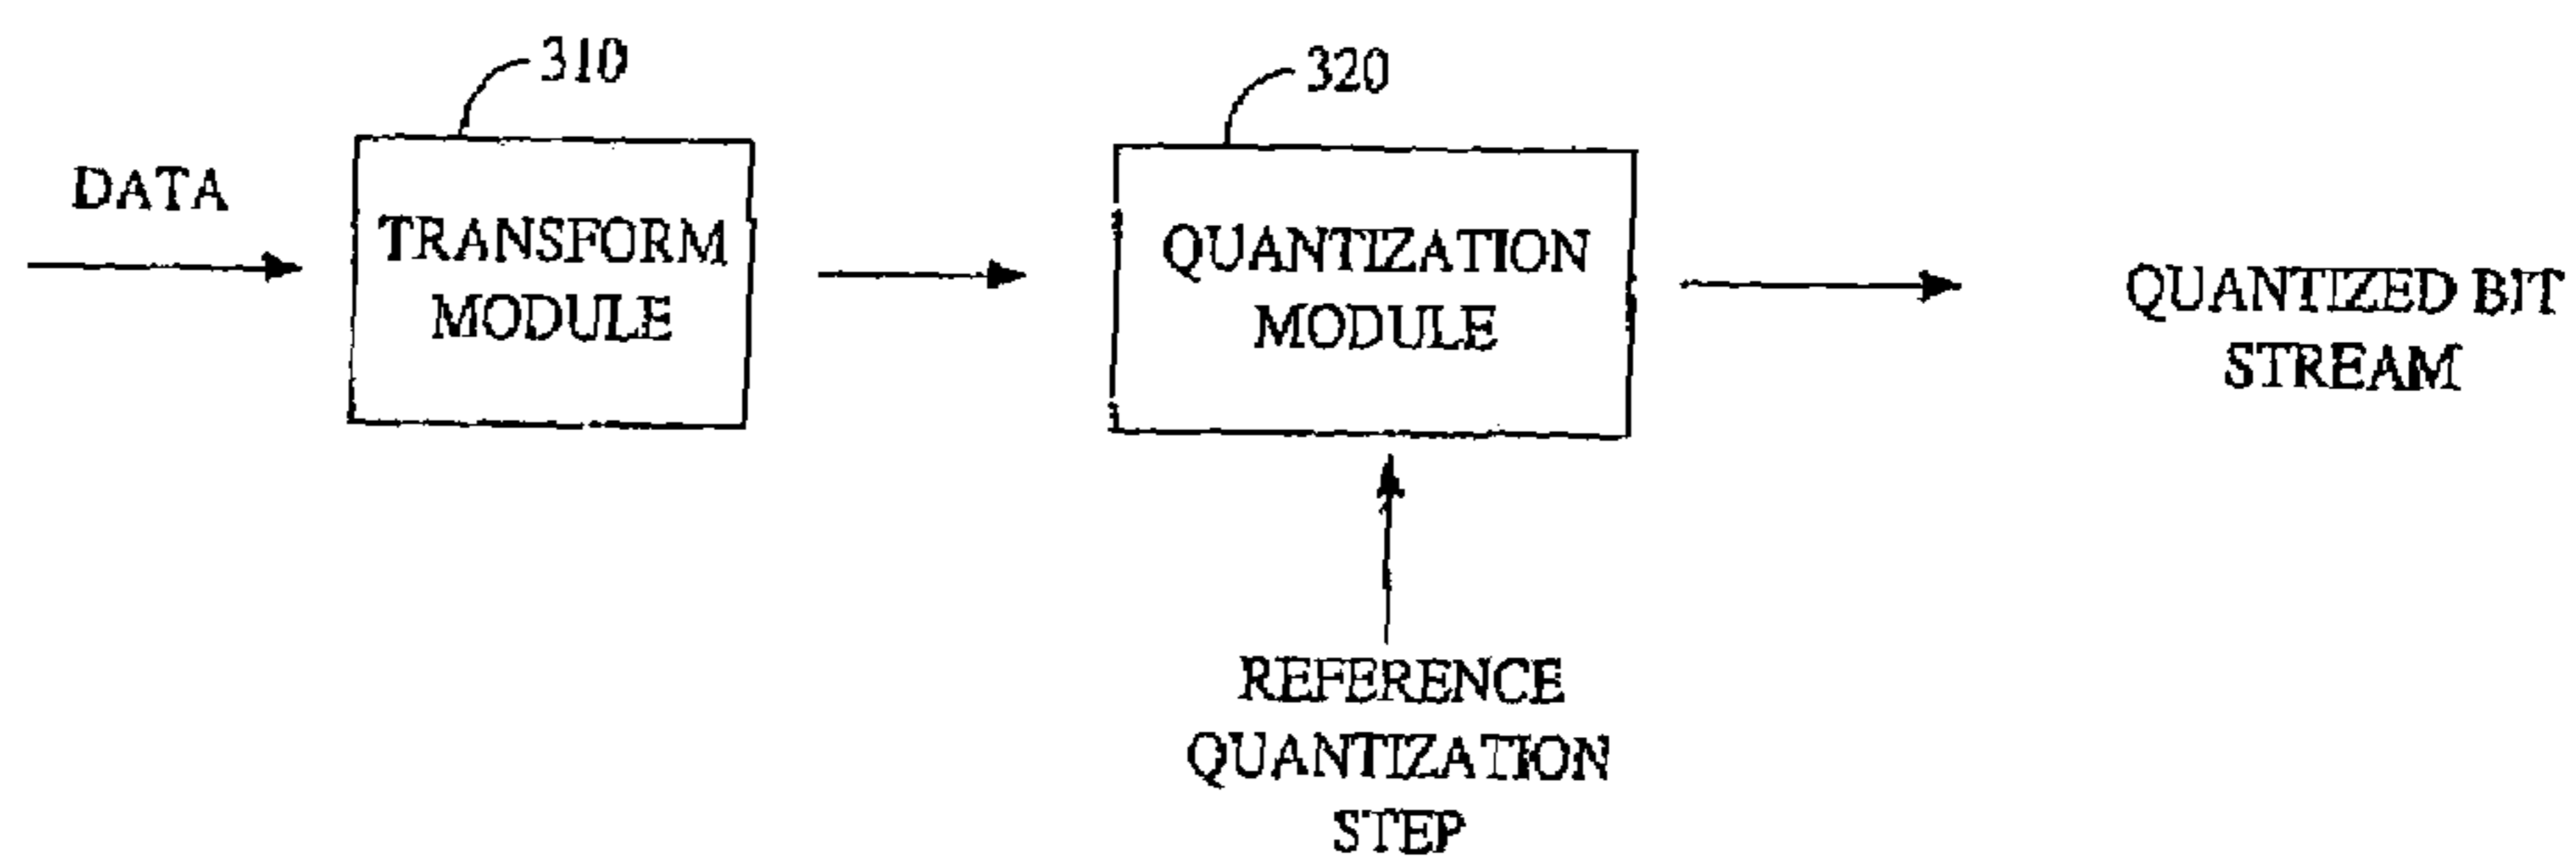 310
320
DATA
TRANSFORM
MODULE
QUANTIZATION
MODULE
QUANTIZED BIT
STREAM
REFERENCE
QUANTIZATION
STEP